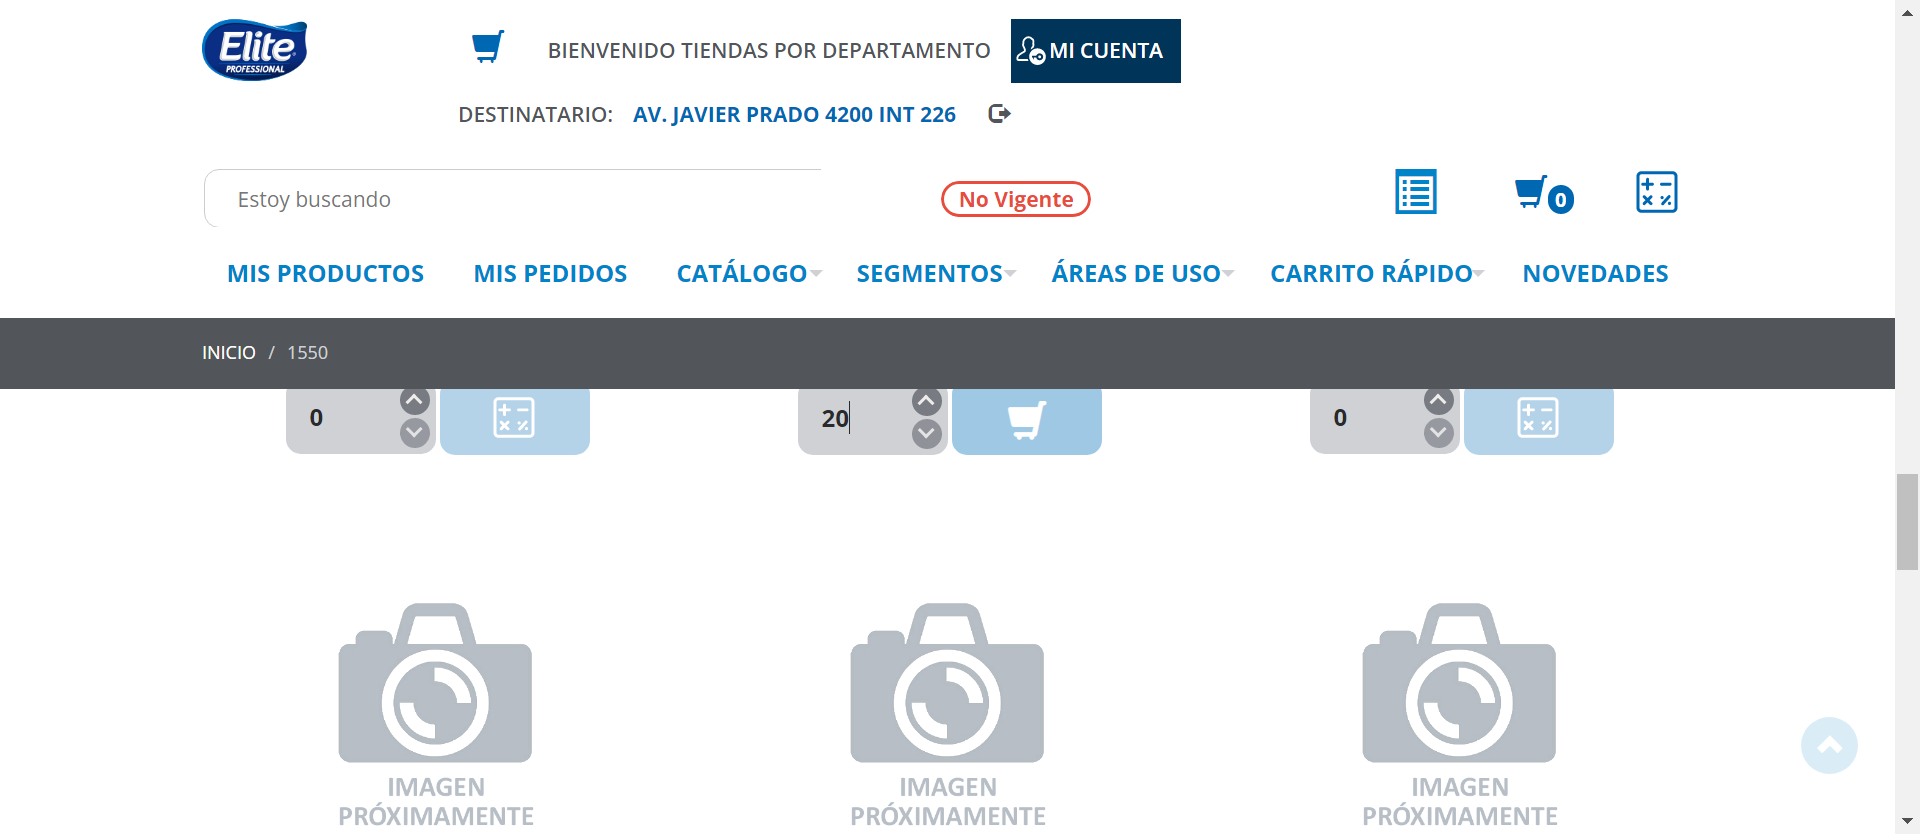 Elite
PROFESSIONAL
BIENVENIDO TIENDAS POR DEPARTAMENTO
MI CUENTA
DESTINATARIO: AV. JAVIER PRADO 4200 INT 226
Estoy buscando
No Vigente
0
MIS PRODUCTOS MIS PEDIDOS CATÁLOGO SEGMENTOS ÁREAS DE USO CARRITO RÁPIDO NOVEDADES
INICIO / 1550
0 20 0
IMAGEN PRÓXIMAMENTE
IMAGEN PRÓXIMAMENTE
IMAGEN PRÓXIMAMENTE